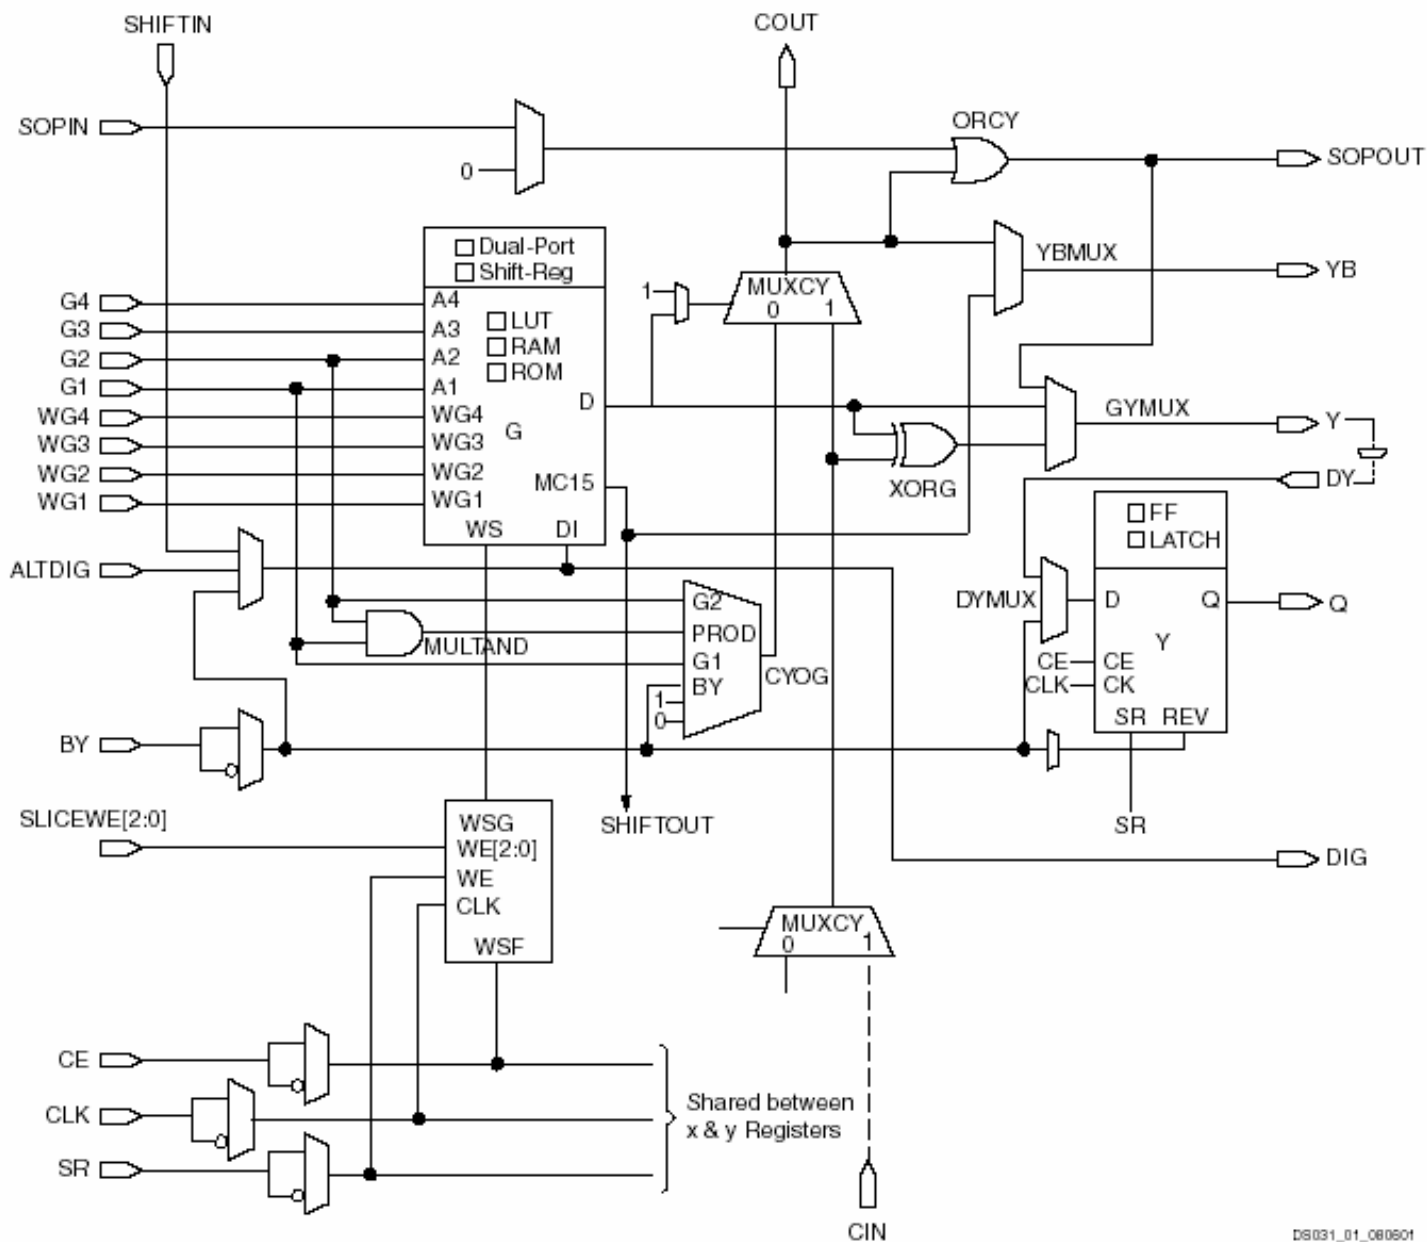 SHIFTIN
COUT
SOPIN
ORCY
0
SOPOUT
Dual-Port
Shift-Reg
YBMUX
YB
1
MUXCY
0 1
G4
A4
G3
A3
LUT
G2
A2
RAM
G1
A1
ROM
D
WG4
WG4
GYMUX
Y
WG3
WG3
G
WG2
WG2
MC15
XORG
DY
WG1
WG1
WS
DI
FF
LATCH
ALTDIG
G2
DYMUX
D
Q
Q
PROD
MULTAND
Y
G1
CYOG
CE
CE
BY
CLK
CK
1
0
SR REV
BY
SLICEWE[2:0]
WSG
SHIFTOUT
SR
WE[2:0]
DIG
WE
CLK
MUXCY
0 1
WSF
CE
CLK
Shared between
x & y Registers
SR
CIN
DS031_01_080601